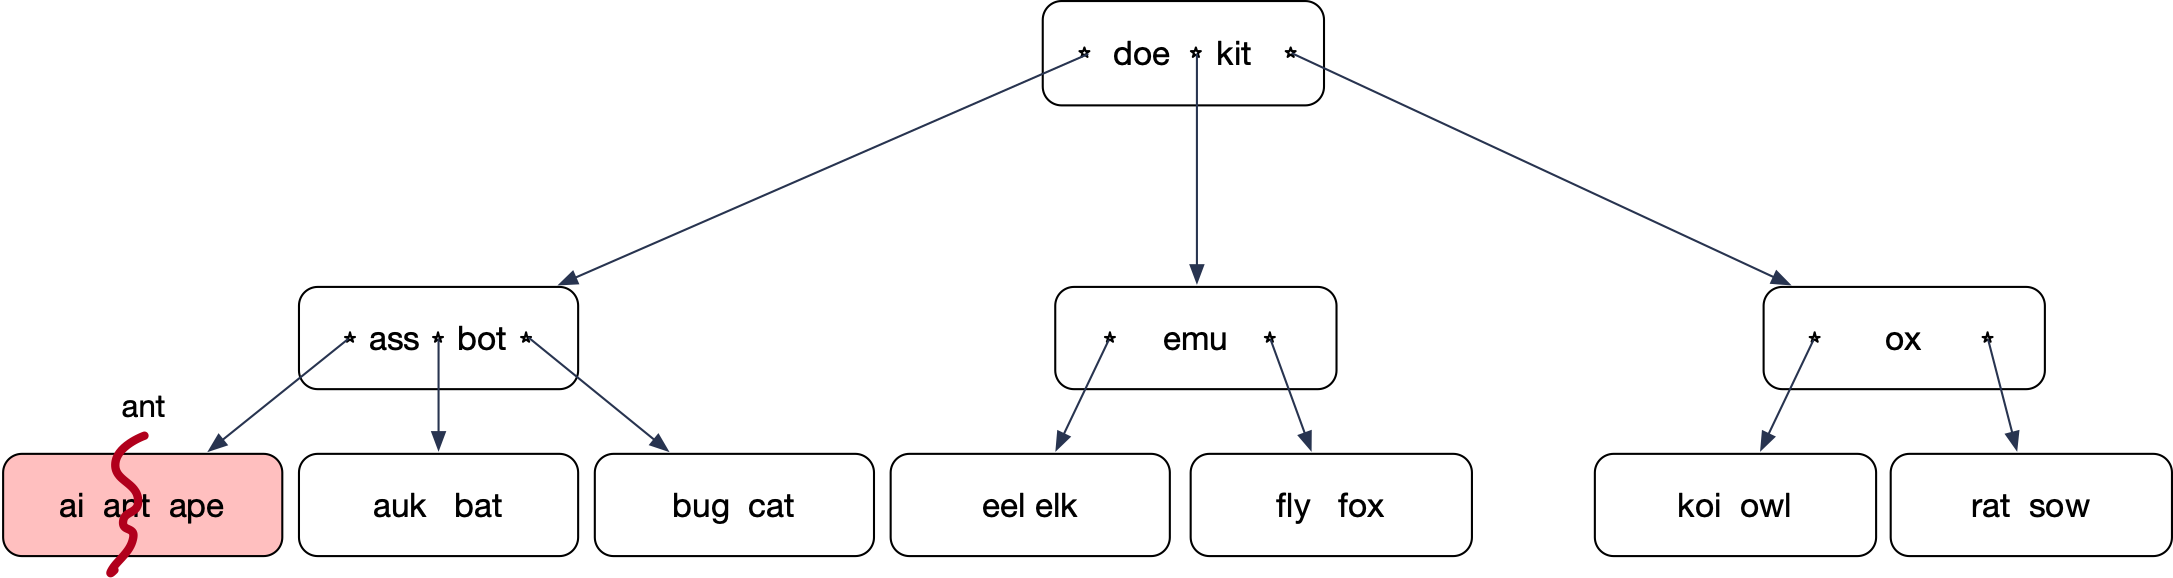 doe kit
ass bot
emu
ox
ant
ai ant ape
auk bat
bug cat
eel elk
fly fox
koi owl
rat sow